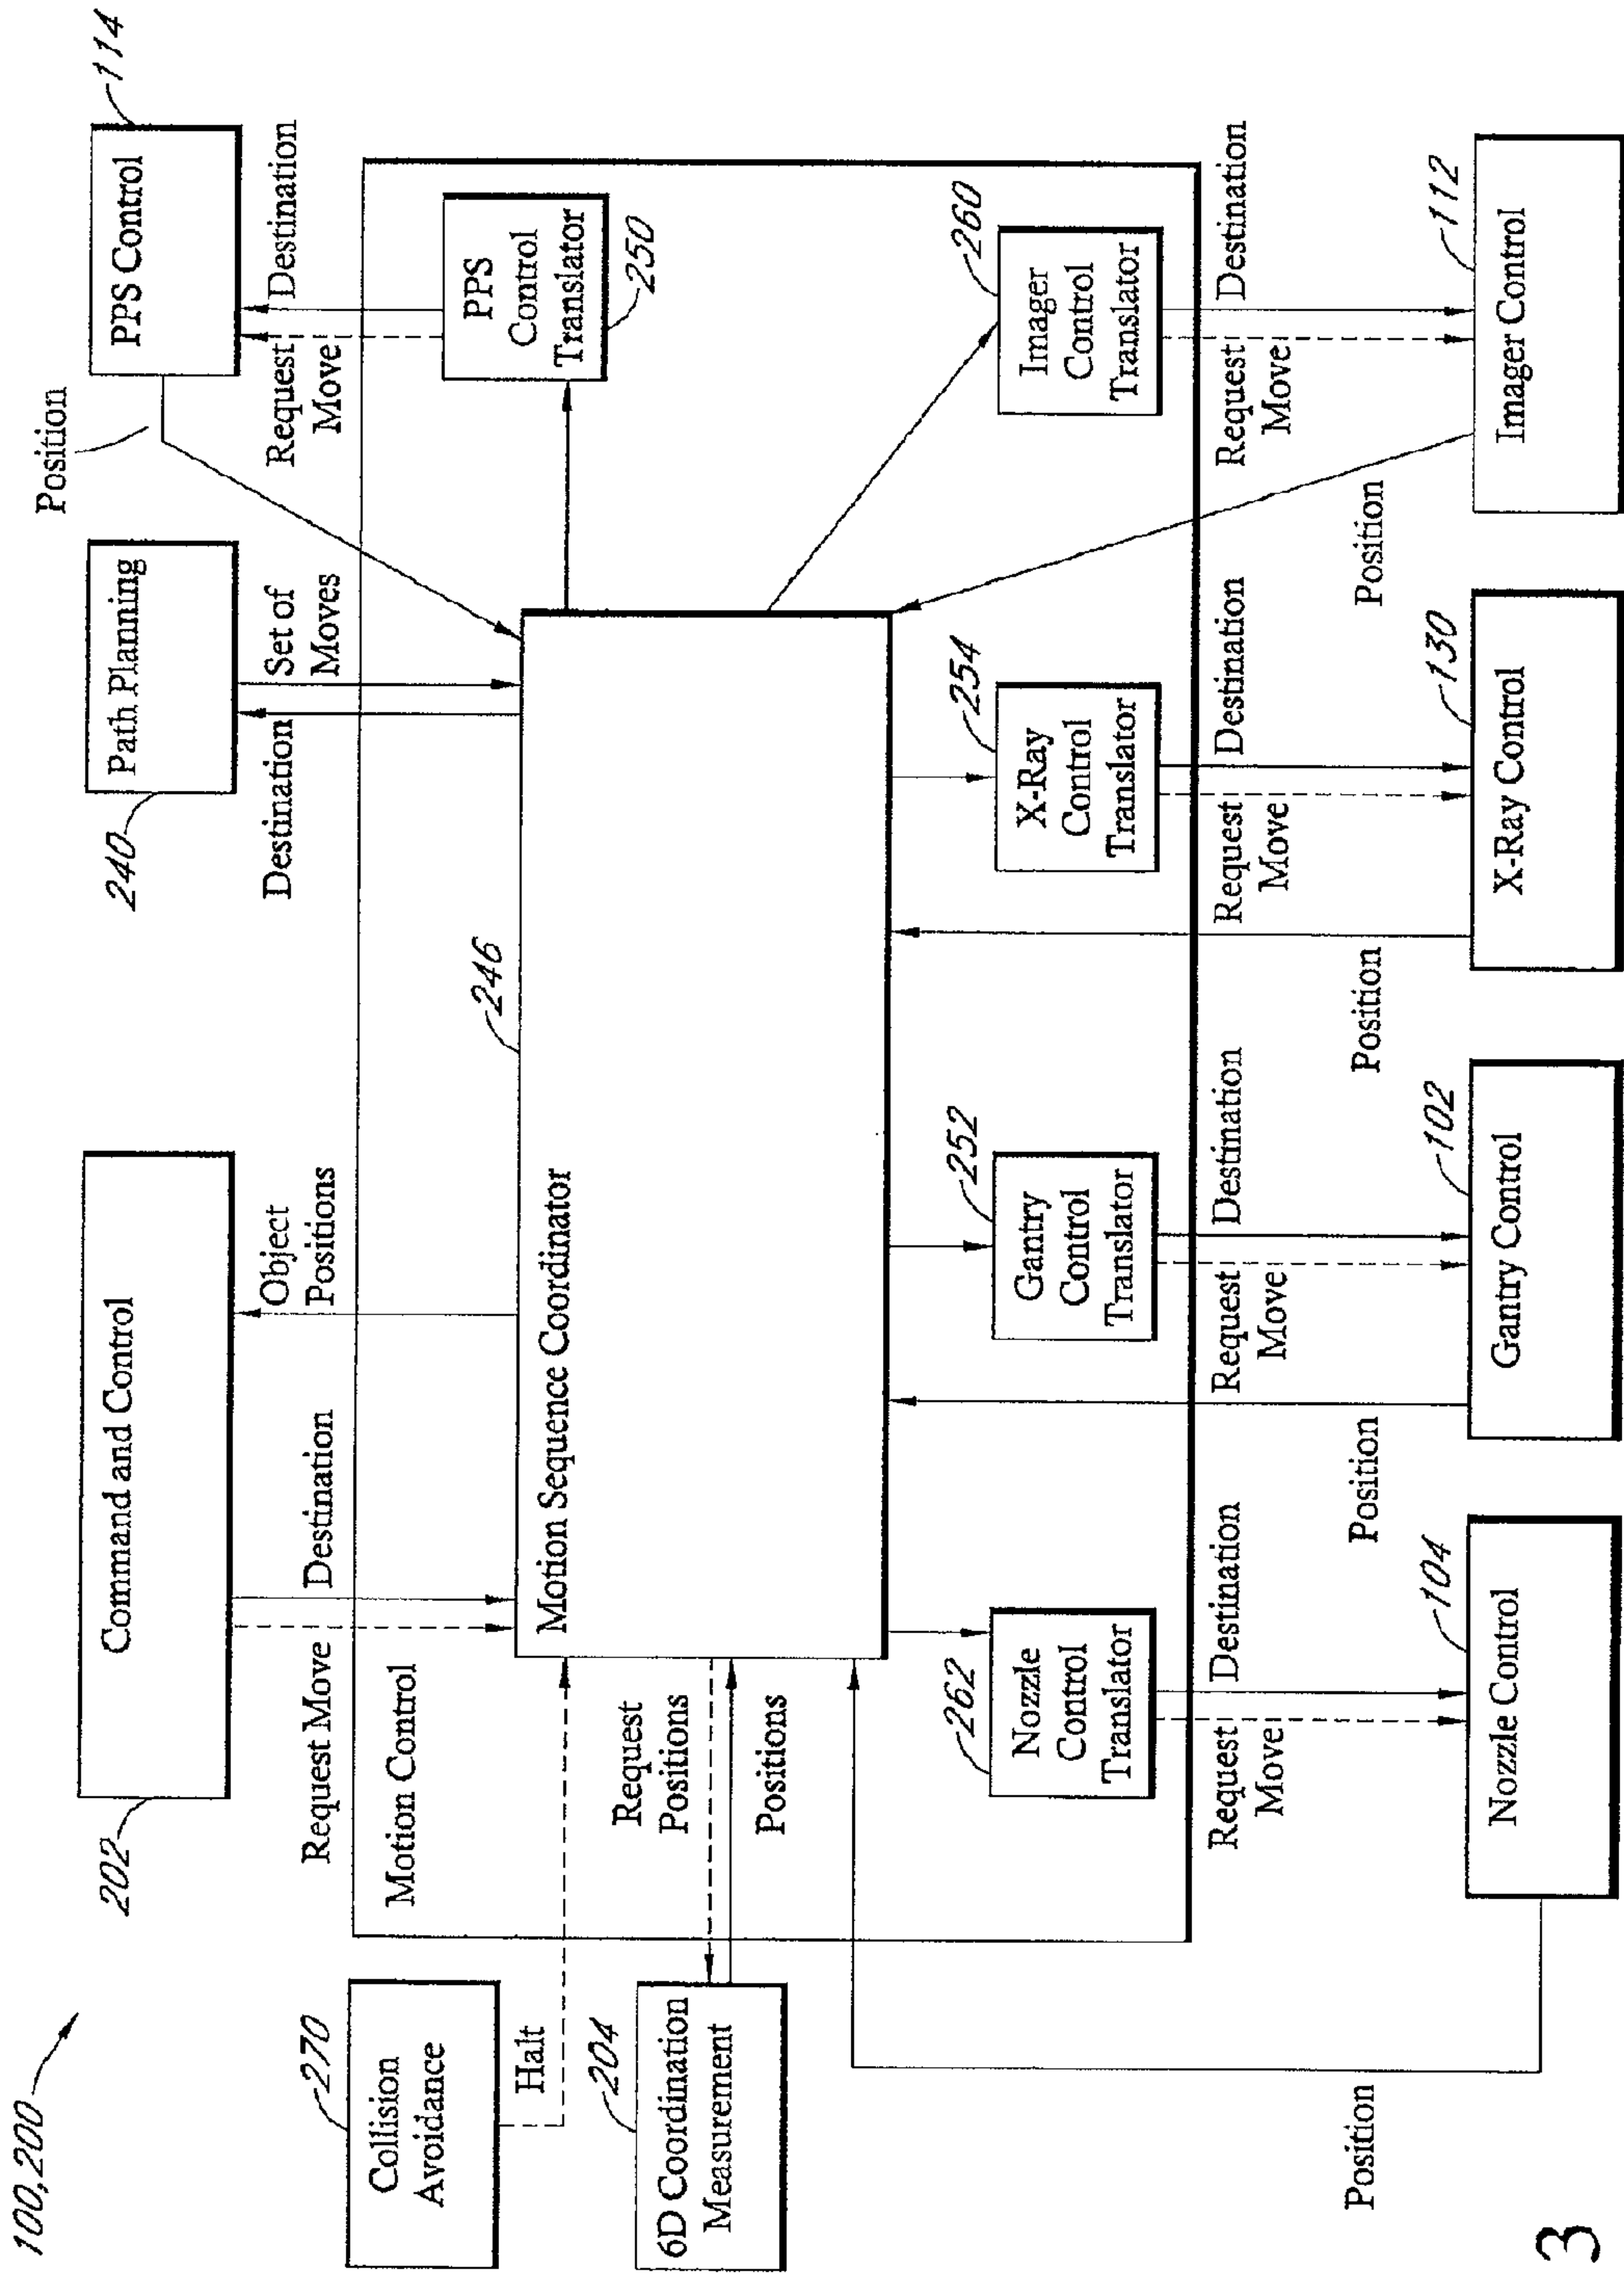 100,200
202
Command and Control
240
Path Planning
Position
PPS Control
114
Request Move
Destination
Object
Positions
Destination
Set of
Moves
Request
Move
Destination
270
Collision
Avoidance
Halt
Motion Control
246
Motion Sequence Coordinator
PPS
Control
Translator
250
204
6D Coordination
Measurement
Request
Positions
Positions
262
Nozzle
Control
Translator
252
Gantry
Control
Translator
254
X-Ray
Control
Translator
260
Imager
Control
Translator
Request
Move
Destination
Request
Move
Destination
Request
Move
Destination
Request
Move
Destination
Position
Position
Position
Position
104
Nozzle Control
102
Gantry Control
130
X-Ray Control
112
Imager Control
3